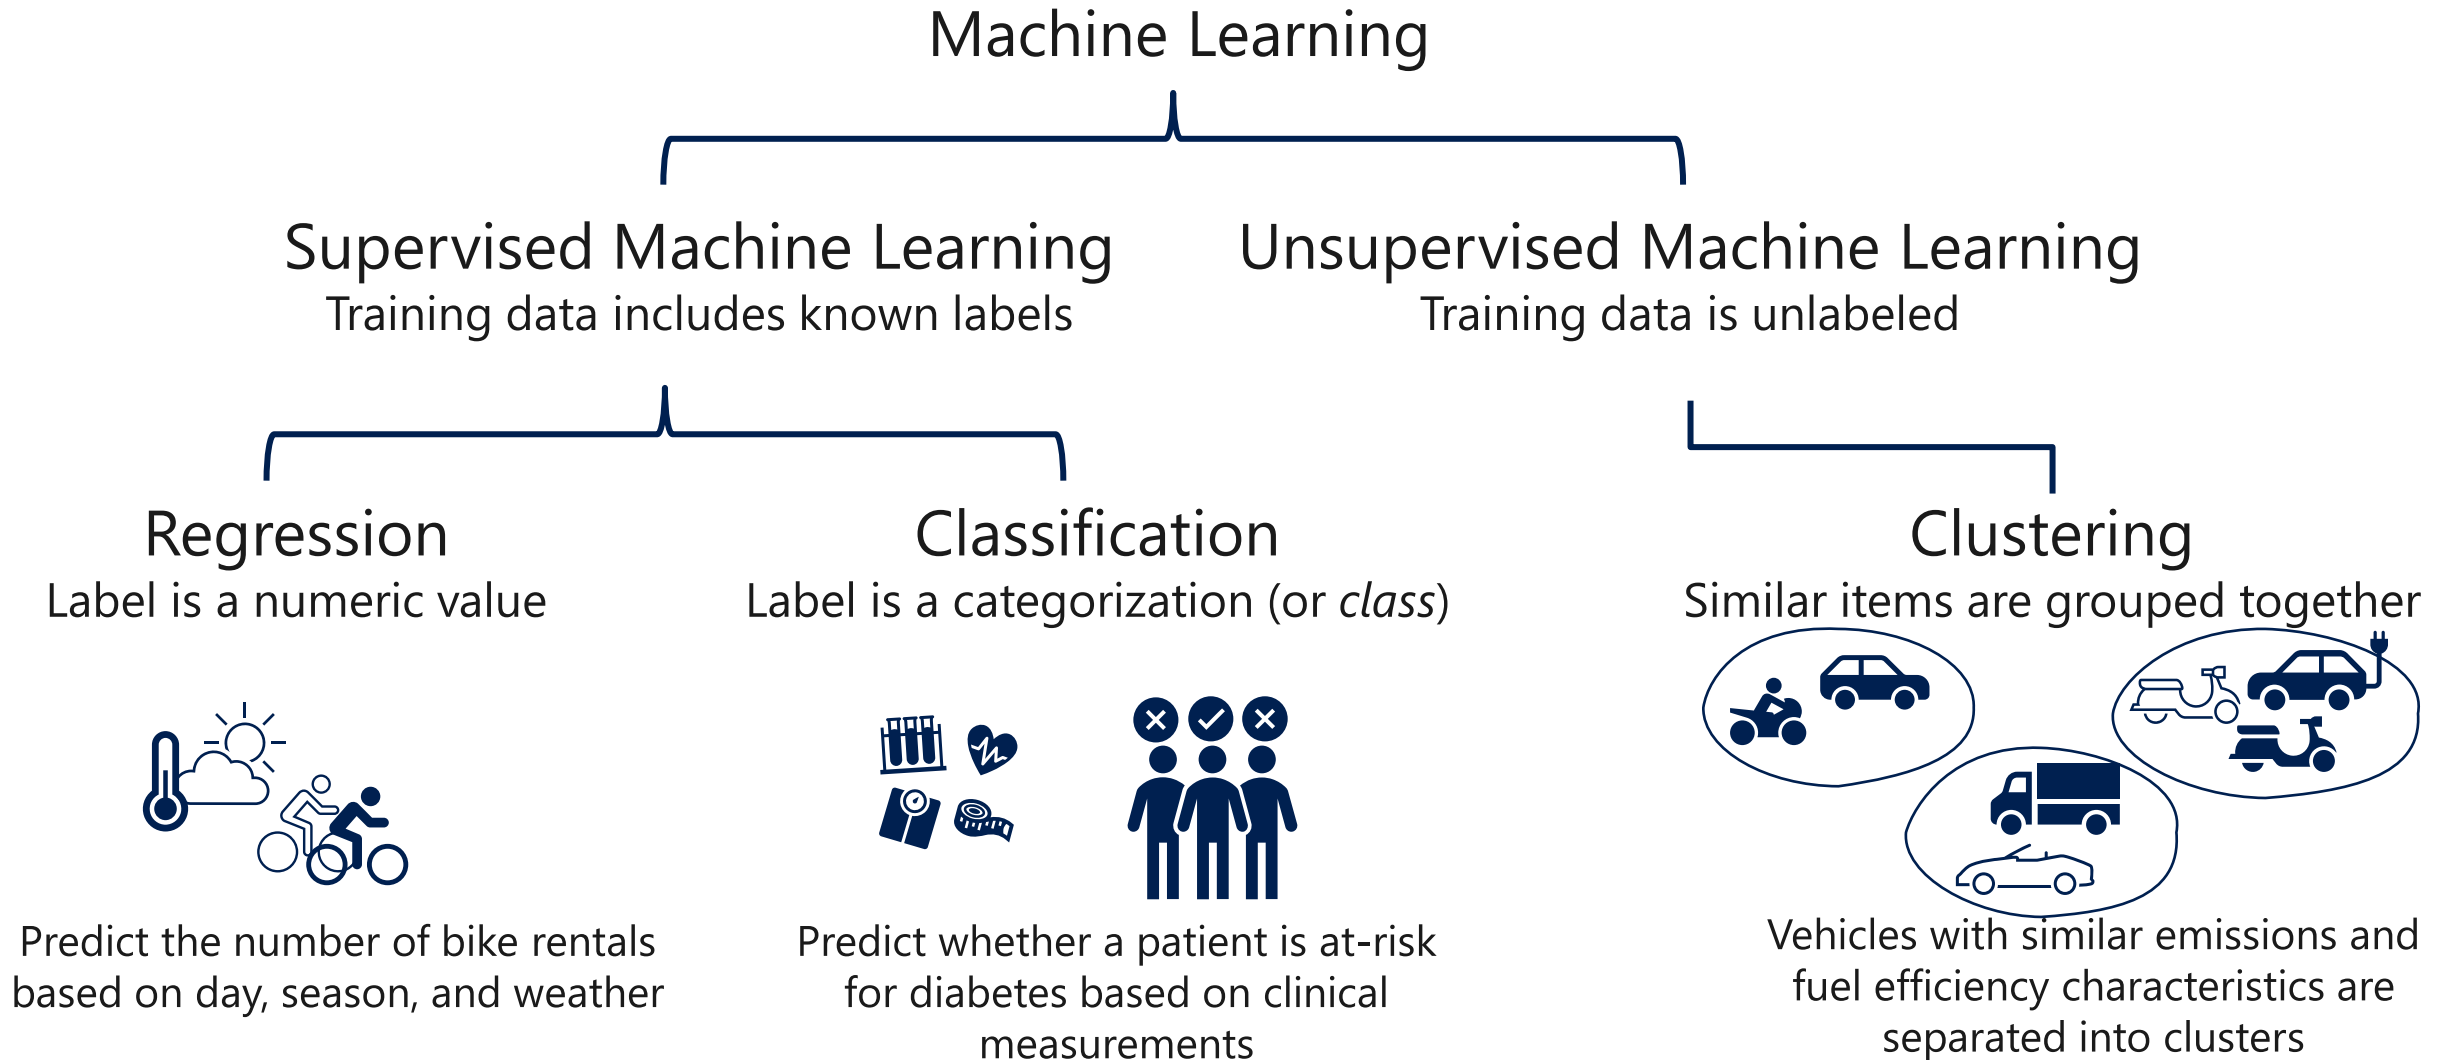 Machine Learning
Supervised Machine Learning
Training data includes known labels
Unsupervised Machine Learning
Training data is unlabeled
Regression
Label is a numeric value
Predict the number of bike rentals
based on day, season, and weather
Classification
Label is a categorization (or class)
Predict whether a patient is at-risk
for diabetes based on clinical
measurements
Clustering
Similar items are grouped together
Vehicles with similar emissions and
fuel efficiency characteristics are
separated into clusters